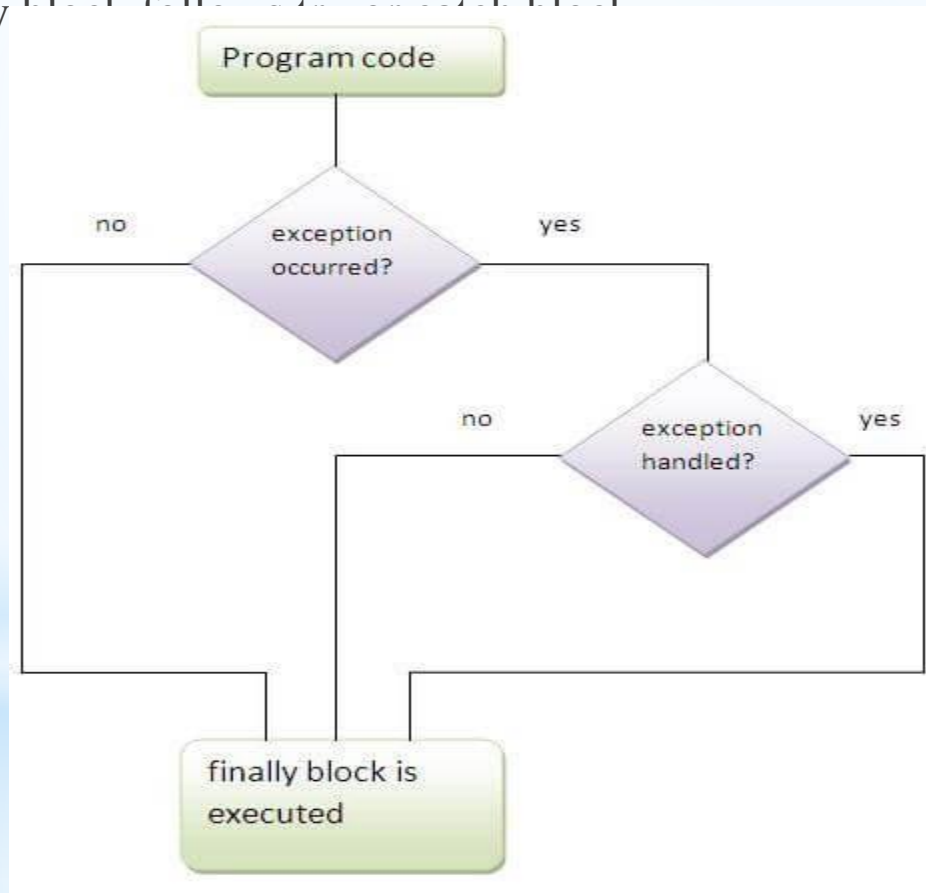 Program code
no
exception
occurred?
yes
no
exception
handled?
yes
finally block is
executed